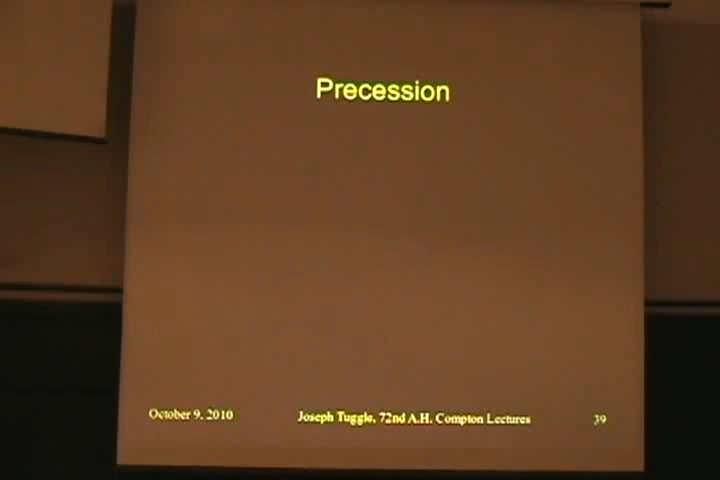 Precession
October 9, 2010
Joseph Tuggle, 72nd A.H. Compton Lectures
39